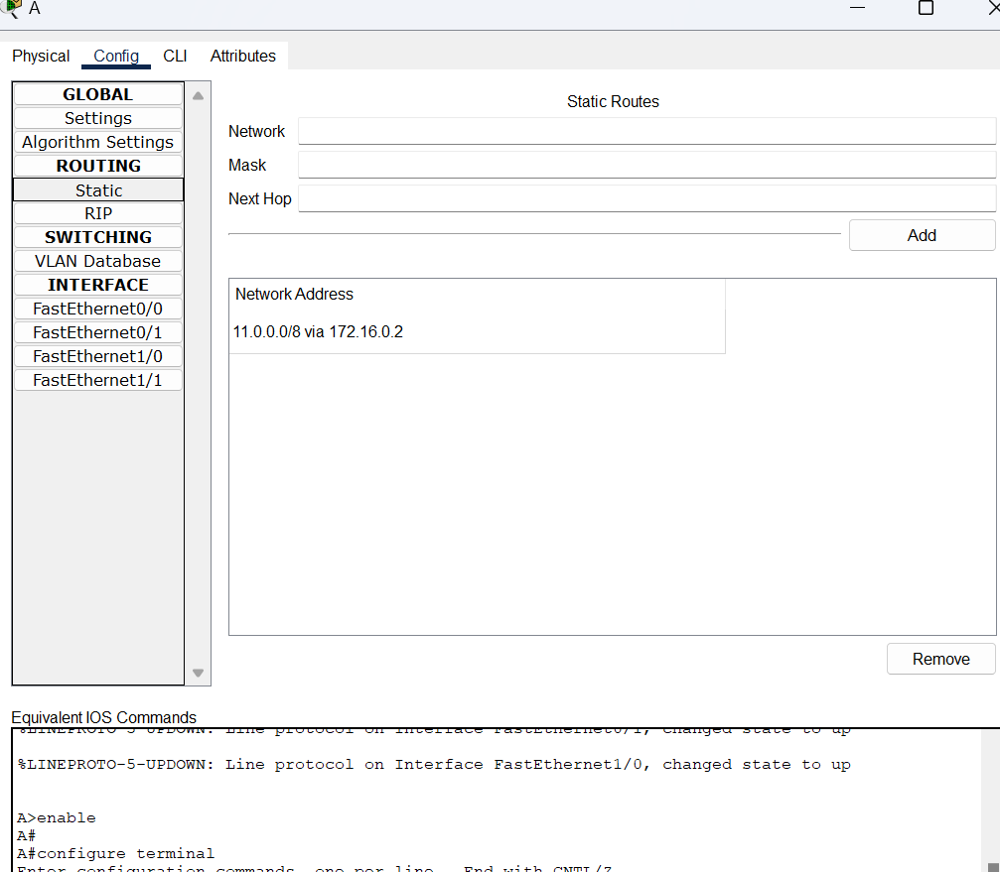 A
Physical Config CLI Attributes
GLOBAL
Settings
Algorithm Settings
ROUTING
Static
RIP
SWITCHING
VLAN Database
INTERFACE
FastEthernet0/0
FastEthernet0/1
FastEthernet1/0
FastEthernet1/1
Static Routes
Network
Mask
Next Hop
Add
Network Address
11.0.0.0/8 via 172.16.0.2
Remove
Equivalent IOS Commands
%LINEPROTO-5-UPDOWN: Line protocol on Interface FastEthernet0/1, changed state to up
%LINEPROTO-5-UPDOWN: Line protocol on Interface FastEthernet1/0, changed state to up
A>enable
A#
A#configure terminal
Enter configuration commands, one per line. End with CNTL/Z.